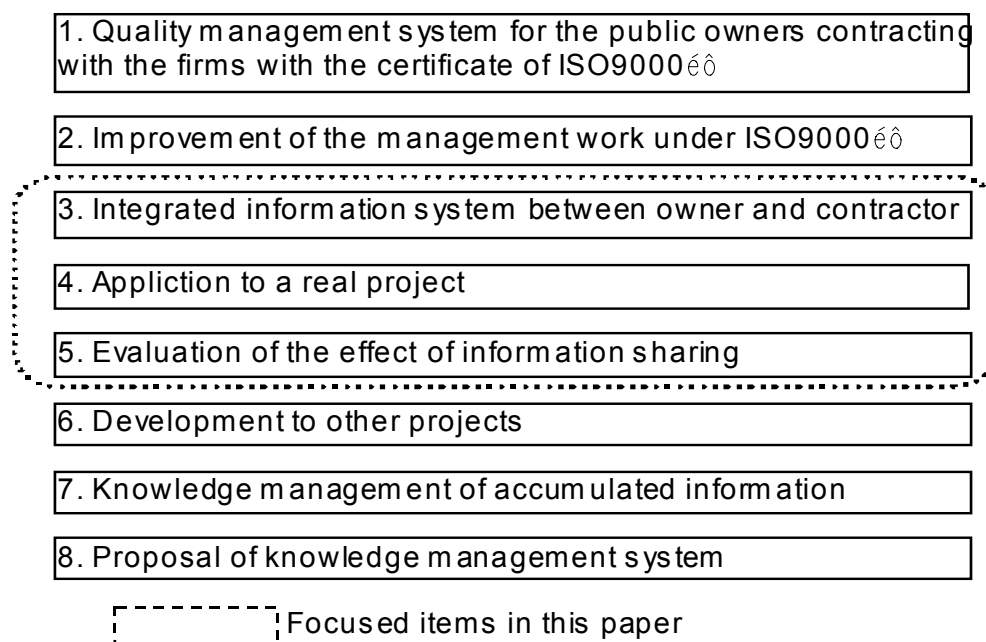 1. Quality management system for the public owners contracting
with the firms with the certificate of ISO9000éô
2. Improvement of the management work under ISO9000éô
3. Integrated information system between owner and contractor
4. Appliction to a real project
5. Evaluation of the effect of information sharing
6. Development to other projects
7. Knowledge management of accumulated information
8. Proposal of knowledge management system
Focused items in this paper